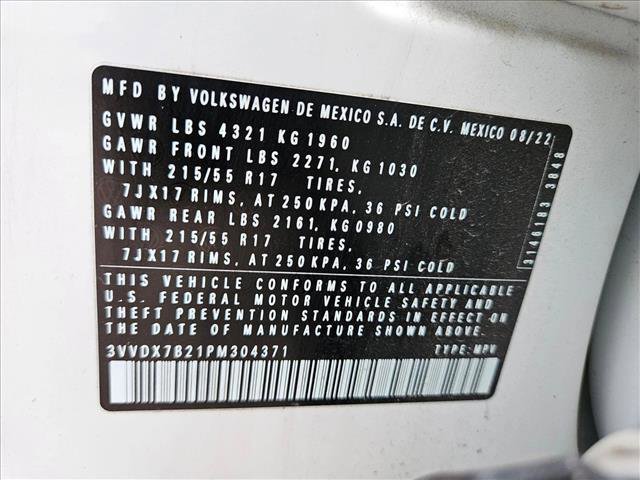 MFD BY VOLKSWAGEN DE MEXICO S.A. DE C.V. MEXICO 08/22
GVWR LBS 4321 KG 1960
GAWR FRONT LBS 2271, KG 1030
WITH 215/55 R17 TIRES,
7JX17 RIMS, AT 250 KPA, 36 PSI COLD
GAWR REAR LBS 2161, KG 0980
WITH 215/55 R17 TIRES,
7JX17 RIMS, AT 250 KPA, 36 PSI COLD
THIS VEHICLE CONFORMS TO ALL APPLICABLE
U.S. FEDERAL MOTOR VEHICLE SAFETY AND
THEFT PREVENTION STANDARDS IN EFFECT ON
THE DATE OF MANUFACTURE SHOWN ABOVE.
3VVDX7B21PM304371 TYPE: MPV
3146183 3848